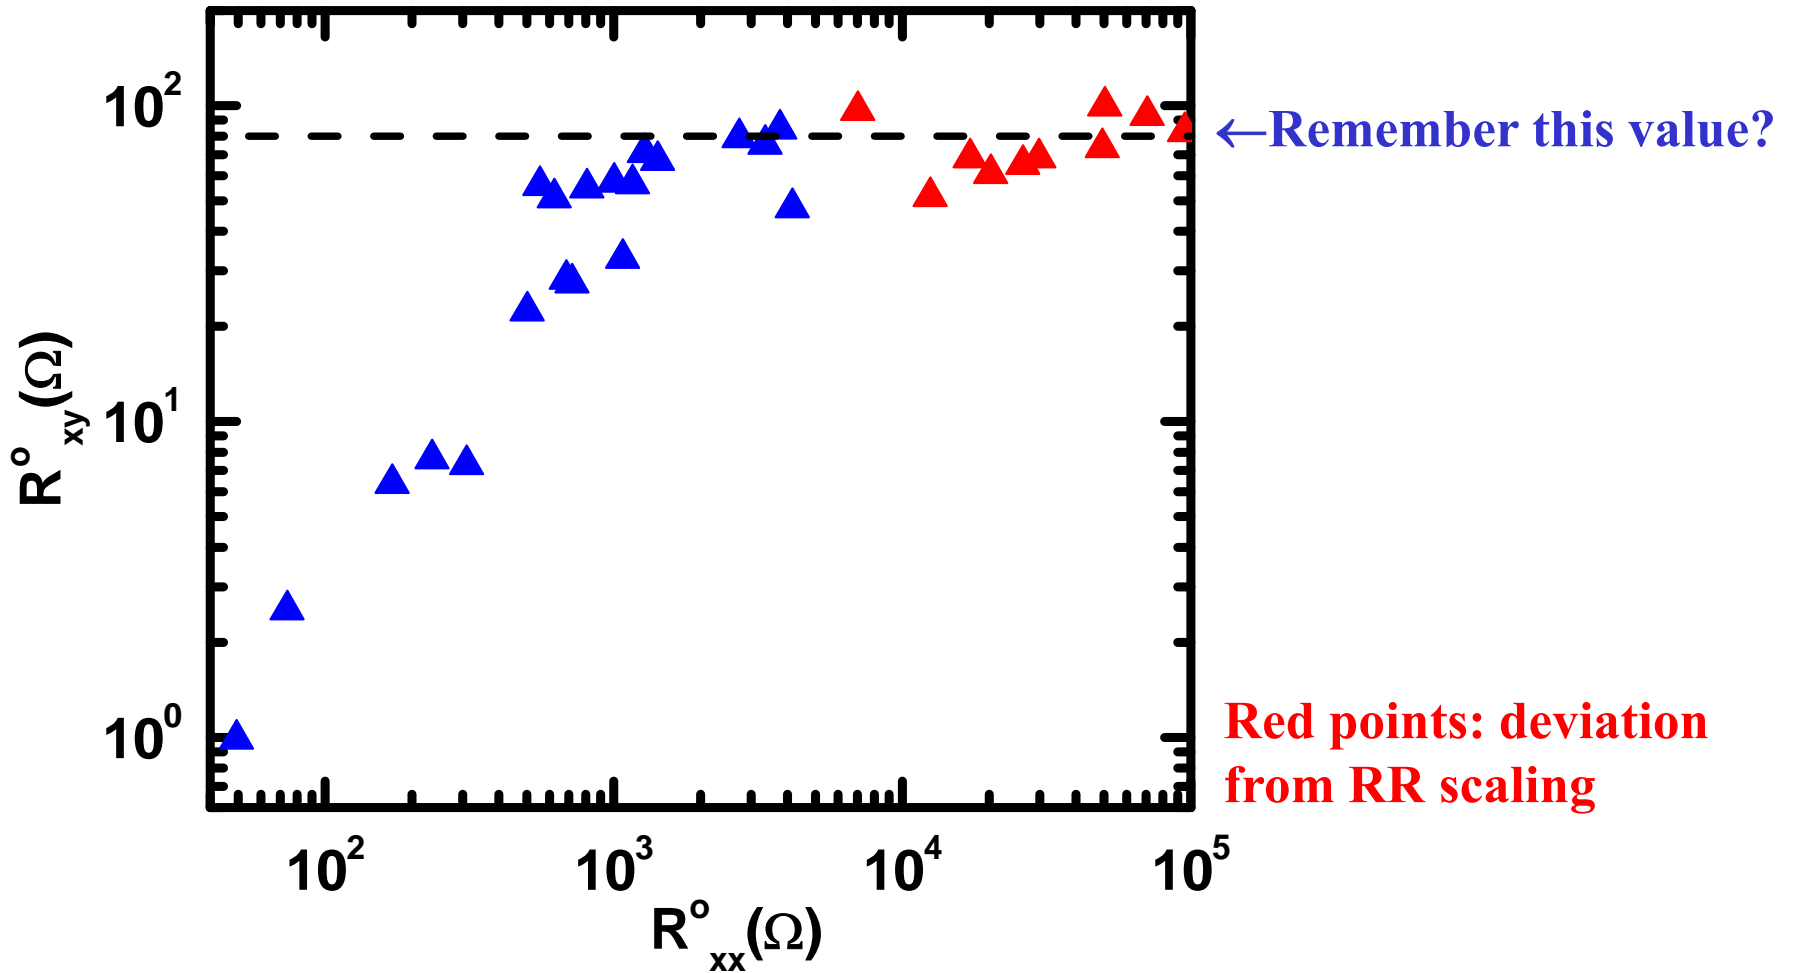 10²
←Remember this value?
10¹
R°xy(Ω)
10⁰
Red points: deviation
from RR scaling
10² 10³ 10⁴ 10⁵
R°xx(Ω)